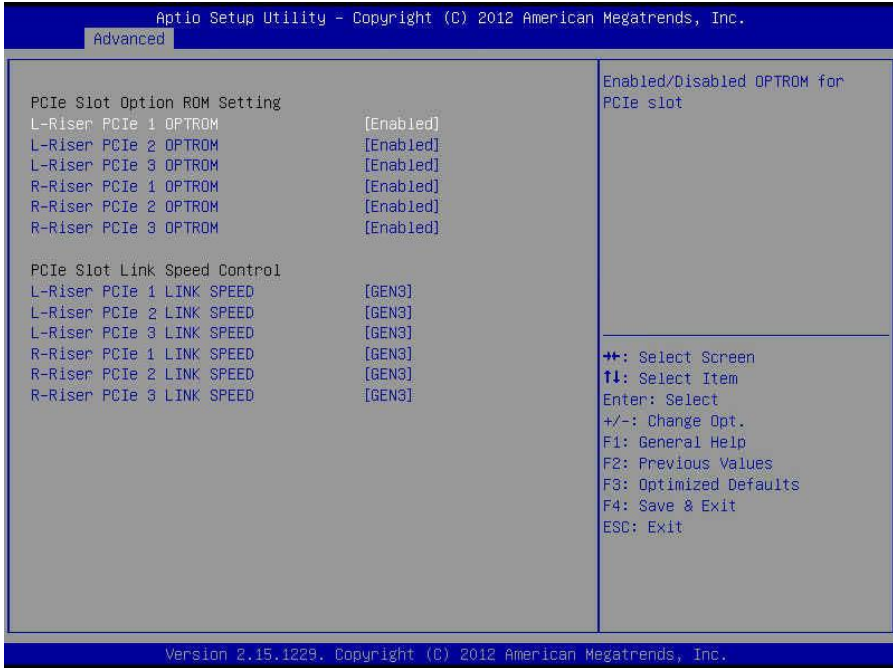 Aptio Setup Utility – Copyright (C) 2012 American Megatrends, Inc.
Advanced
PCIe Slot Option ROM Setting
L-Riser PCIe 1 OPTROM [Enabled]
L-Riser PCIe 2 OPTROM [Enabled]
L-Riser PCIe 3 OPTROM [Enabled]
R-Riser PCIe 1 OPTROM [Enabled]
R-Riser PCIe 2 OPTROM [Enabled]
R-Riser PCIe 3 OPTROM [Enabled]
PCIe Slot Link Speed Control
L-Riser PCIe 1 LINK SPEED [GEN3]
L-Riser PCIe 2 LINK SPEED [GEN3]
L-Riser PCIe 3 LINK SPEED [GEN3]
R-Riser PCIe 1 LINK SPEED [GEN3]
R-Riser PCIe 2 LINK SPEED [GEN3]
R-Riser PCIe 3 LINK SPEED [GEN3]
Enabled/Disabled OPTROM for
PCIe slot
→←: Select Screen
↑↓: Select Item
Enter: Select
+/-: Change Opt.
F1: General Help
F2: Previous Values
F3: Optimized Defaults
F4: Save & Exit
ESC: Exit
Version 2.15.1229. Copyright (C) 2012 American Megatrends, Inc.